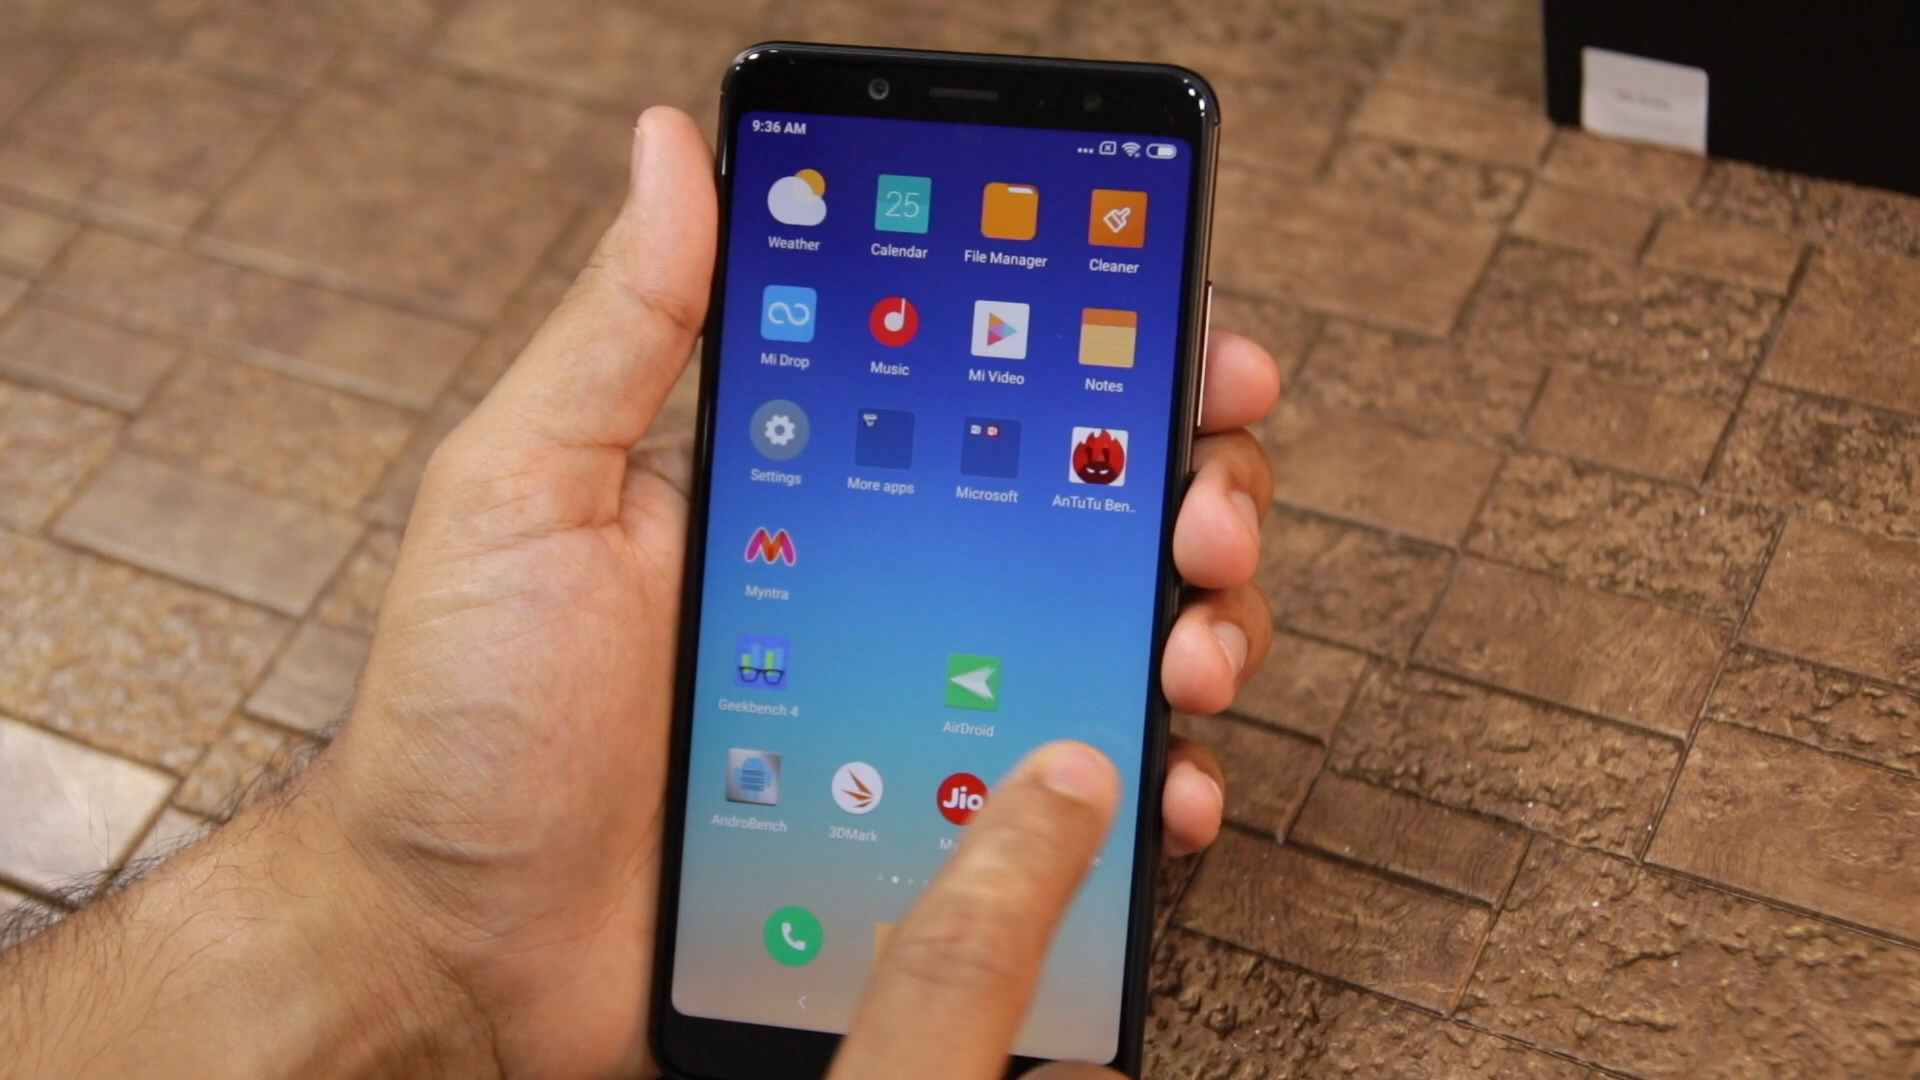 9:36 AM
Weather
25
Calendar
File Manager
Cleaner
Mi Drop
Music
Mi Video
Notes
Settings
More apps
Microsoft
AnTuTu Ben..
Myntra
Geekbench 4
AirDroid
AndroBench
3DMark
Jio